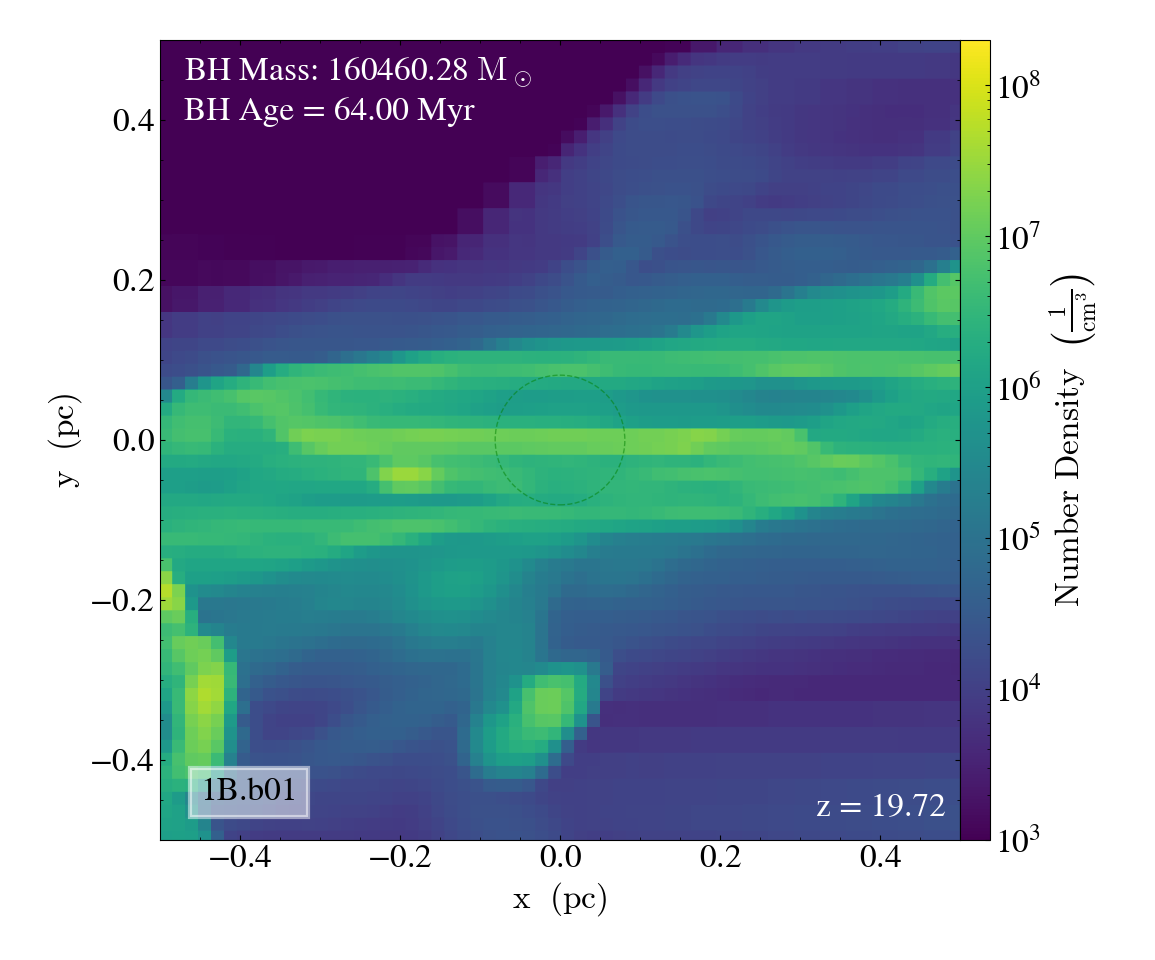 BH Mass: 160460.28 M⊙
BH Age = 64.00 Myr
1B.b01
z = 19.72
0.4
0.2
0.0
−0.2
−0.4
y (pc)
−0.4 −0.2 0.0 0.2 0.4
x (pc)
10^8
10^7
10^6
10^5
10^4
10^3
Number Density (1/cm^3)